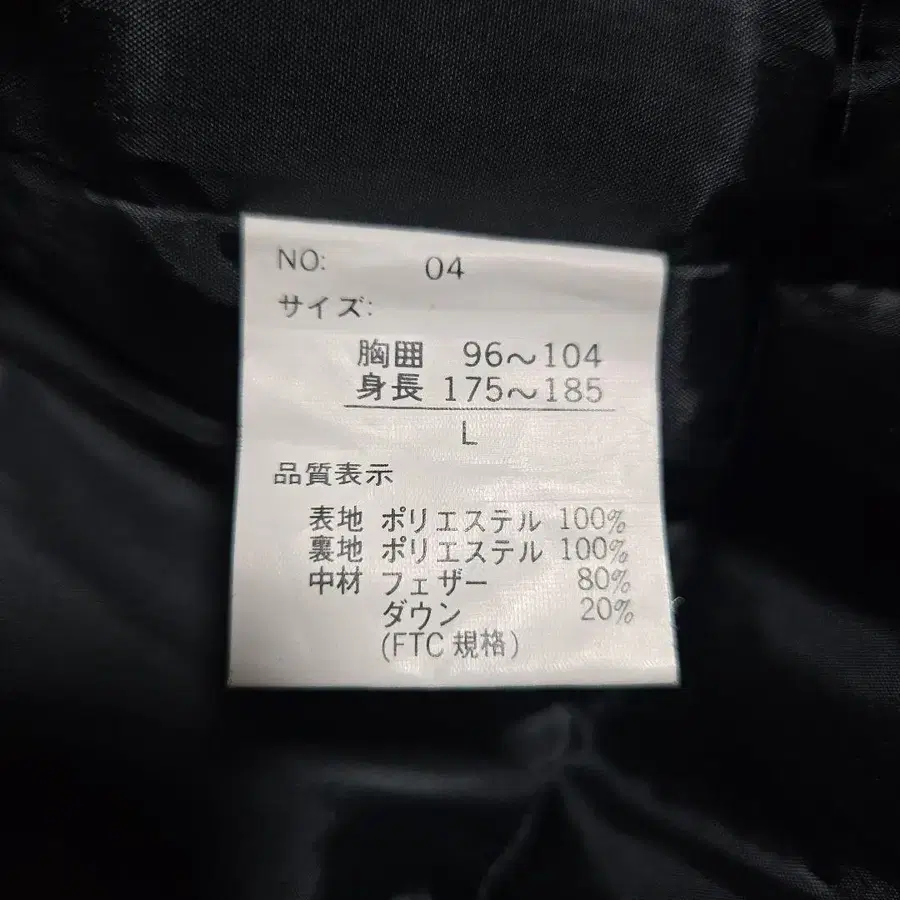 NO: 04
サイズ:
胸囲 96～104
身長 175～185
L
品質表示
表地 ポリエステル 100%
裏地 ポリエステル 100%
中材 フェザー 80%
ダウン 20%
(FTC 規格)